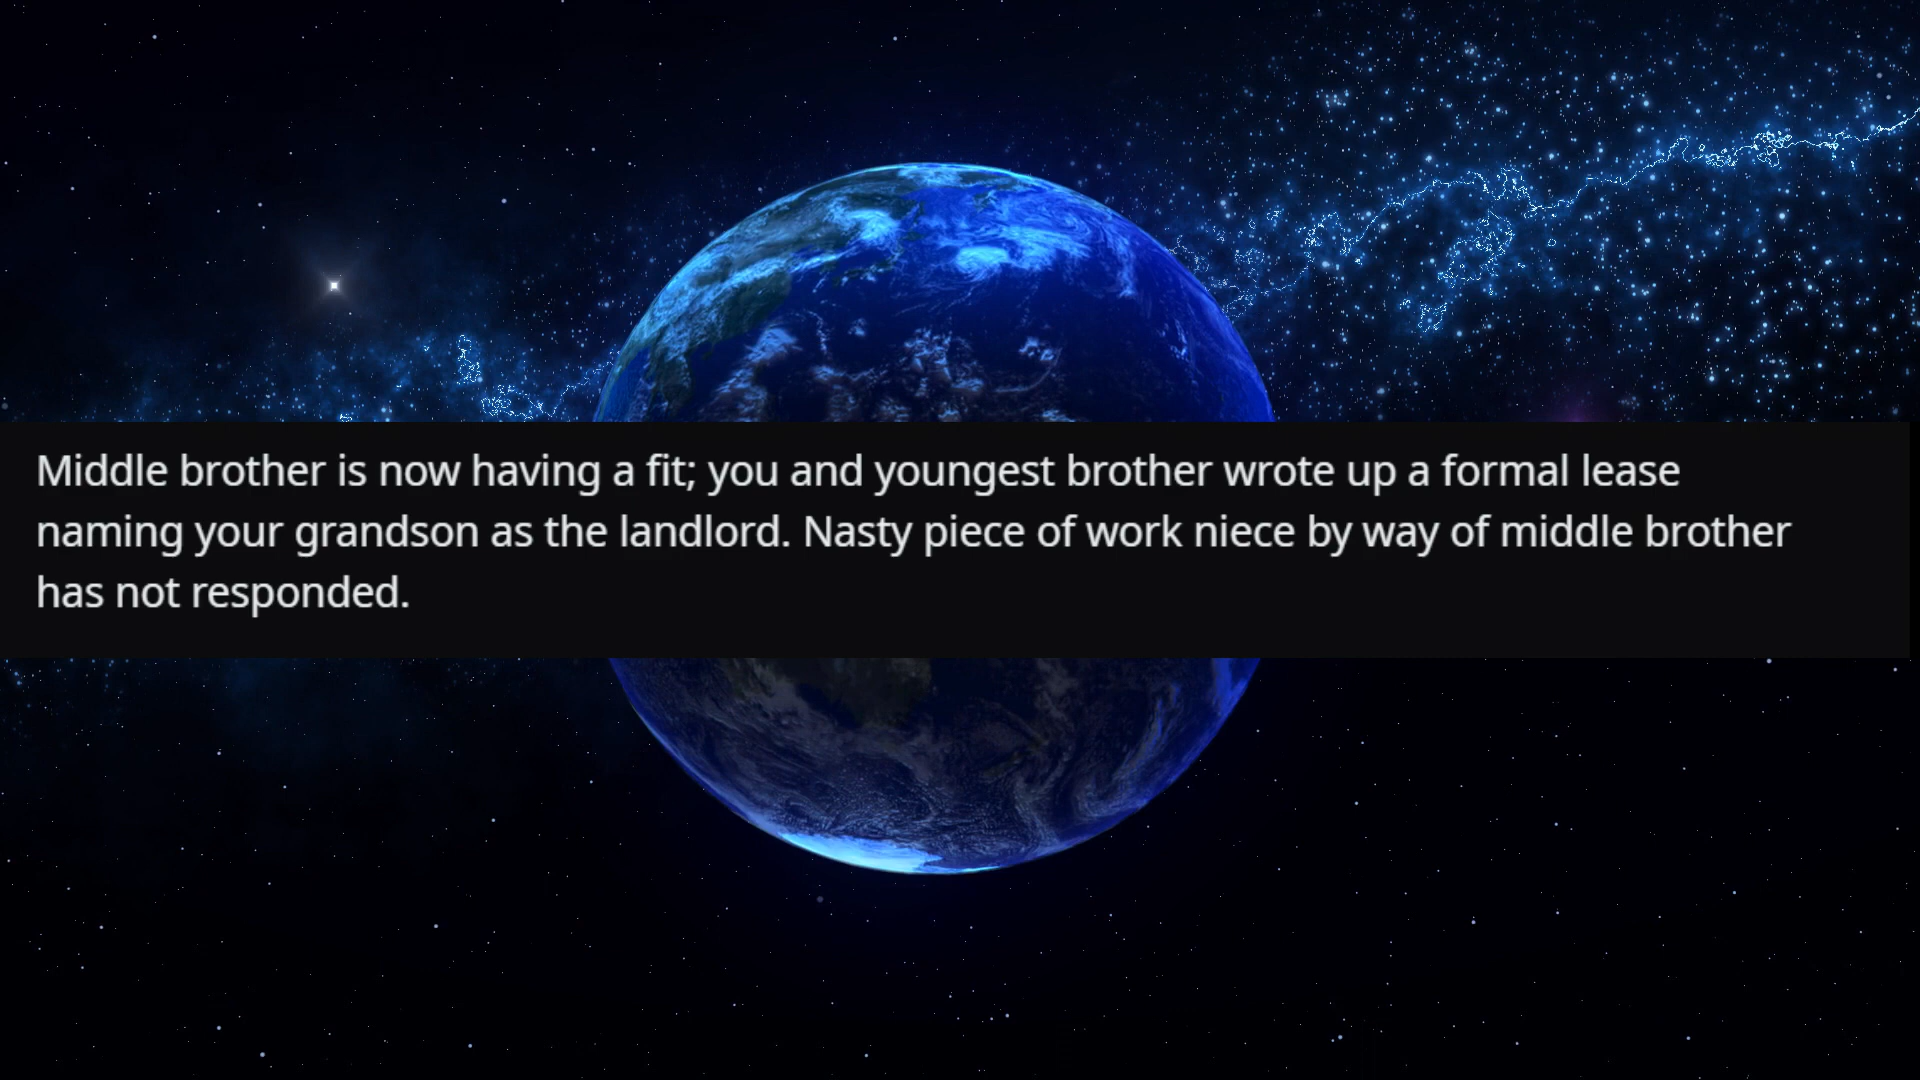 Middle brother is now having a fit; you and youngest brother wrote up a formal lease
naming your grandson as the landlord. Nasty piece of work niece by way of middle brother
has not responded.